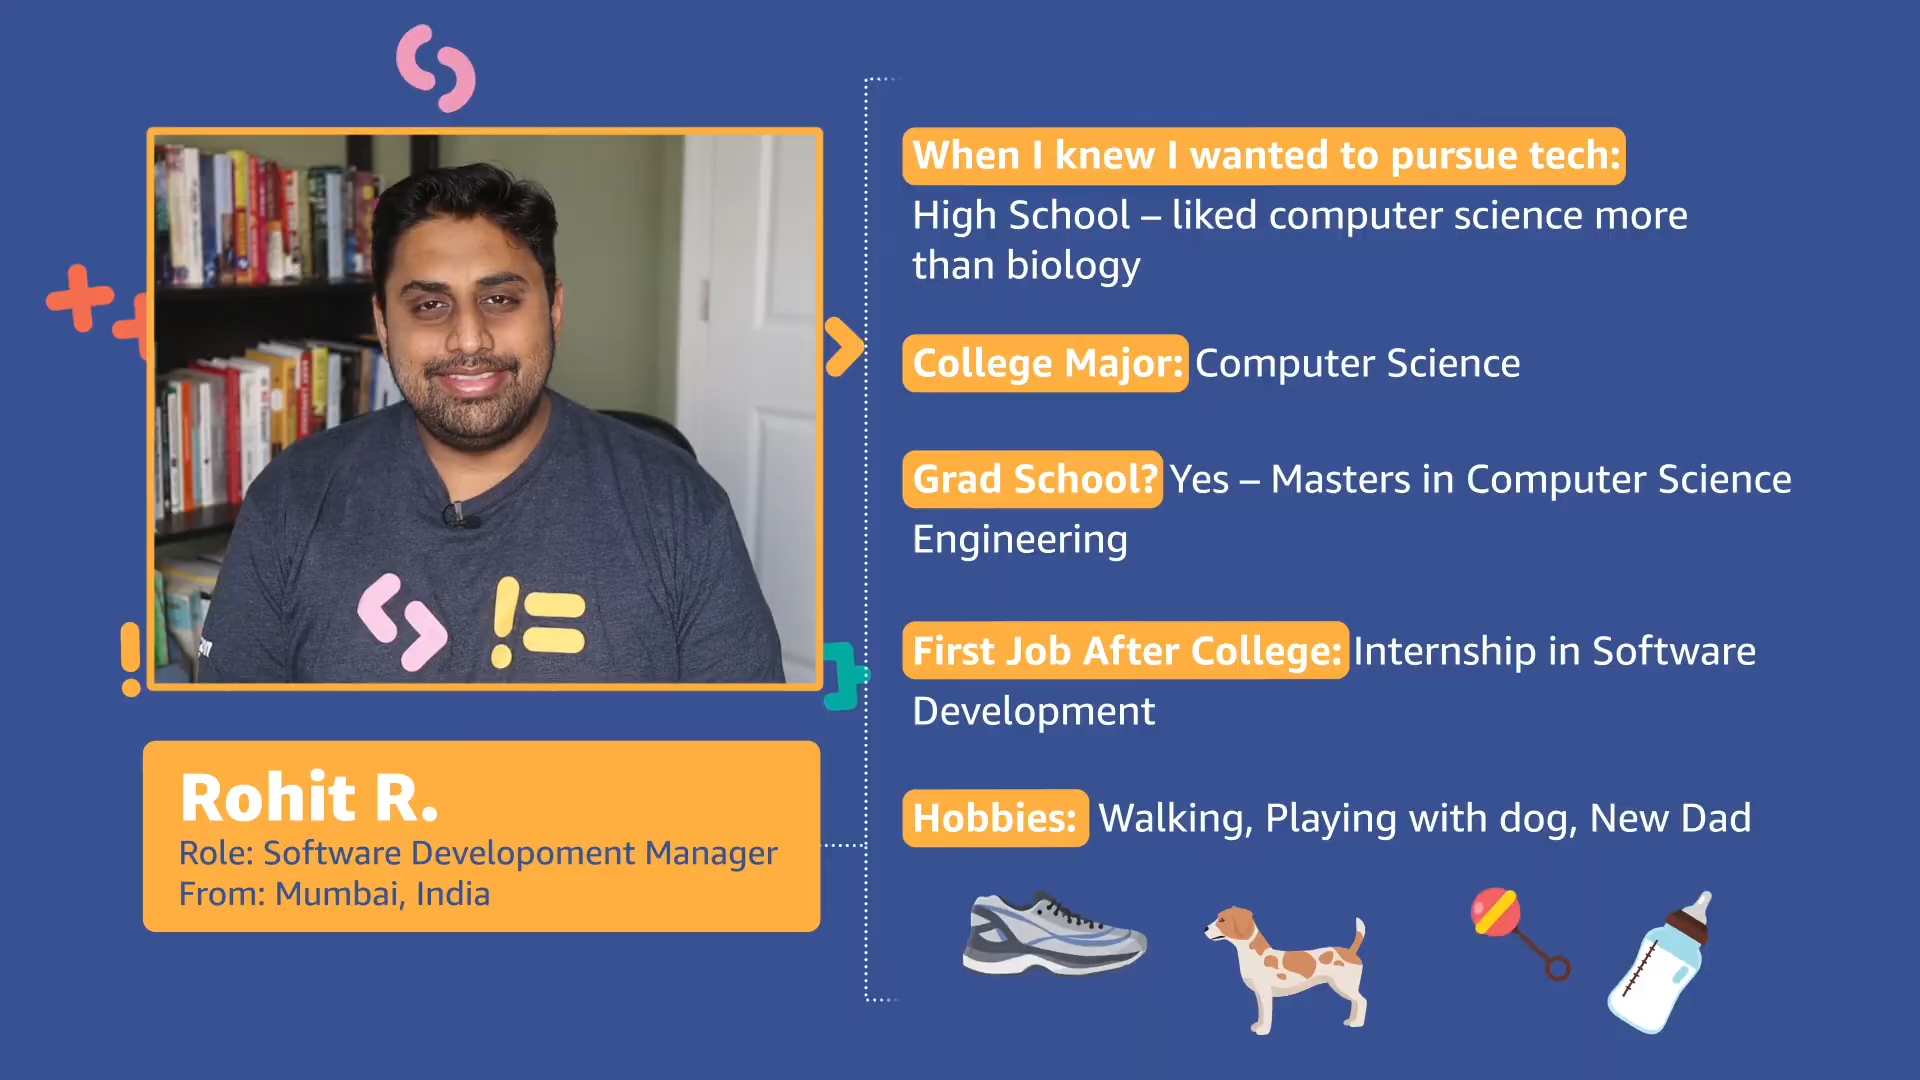 When I knew I wanted to pursue tech:
High School – liked computer science more
than biology
College Major: Computer Science
Grad School? Yes – Masters in Computer Science
Engineering
First Job After College: Internship in Software
Development
Hobbies: Walking, Playing with dog, New Dad
Rohit R.
Role: Software Developoment Manager
From: Mumbai, India